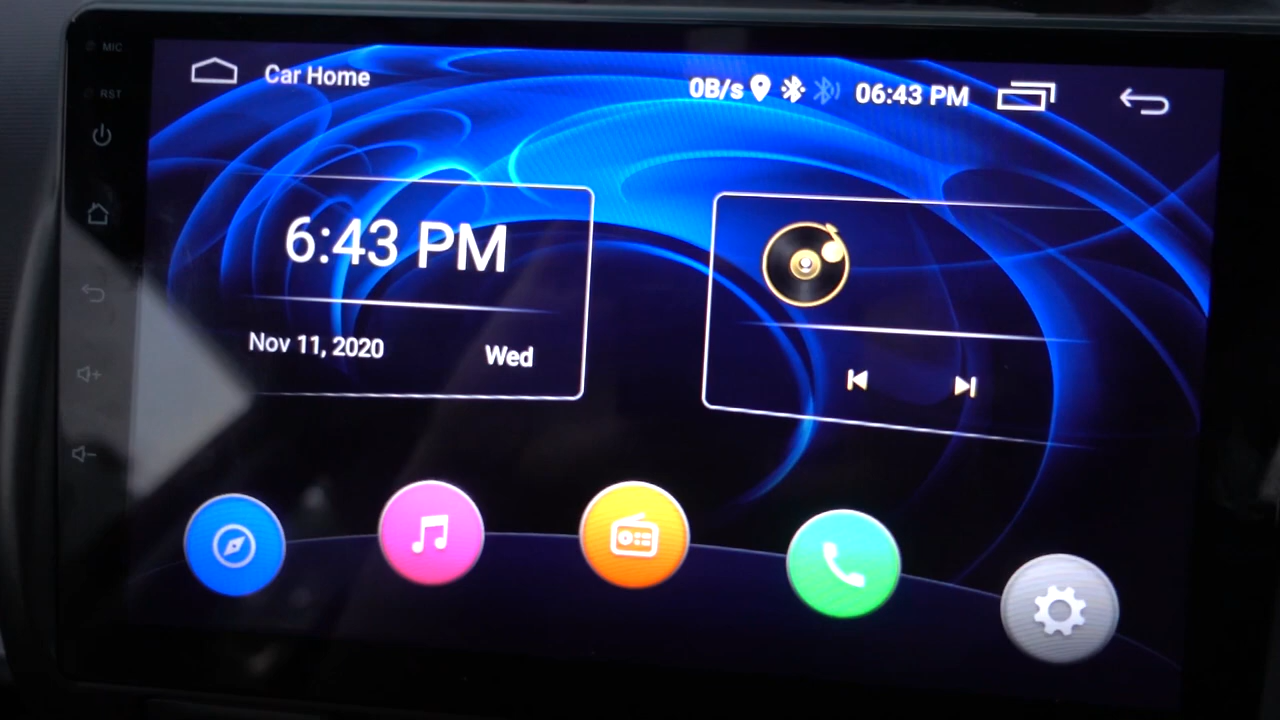 MIC
RST
Car Home
0B/s
06:43 PM
6:43 PM
Nov 11, 2020
Wed